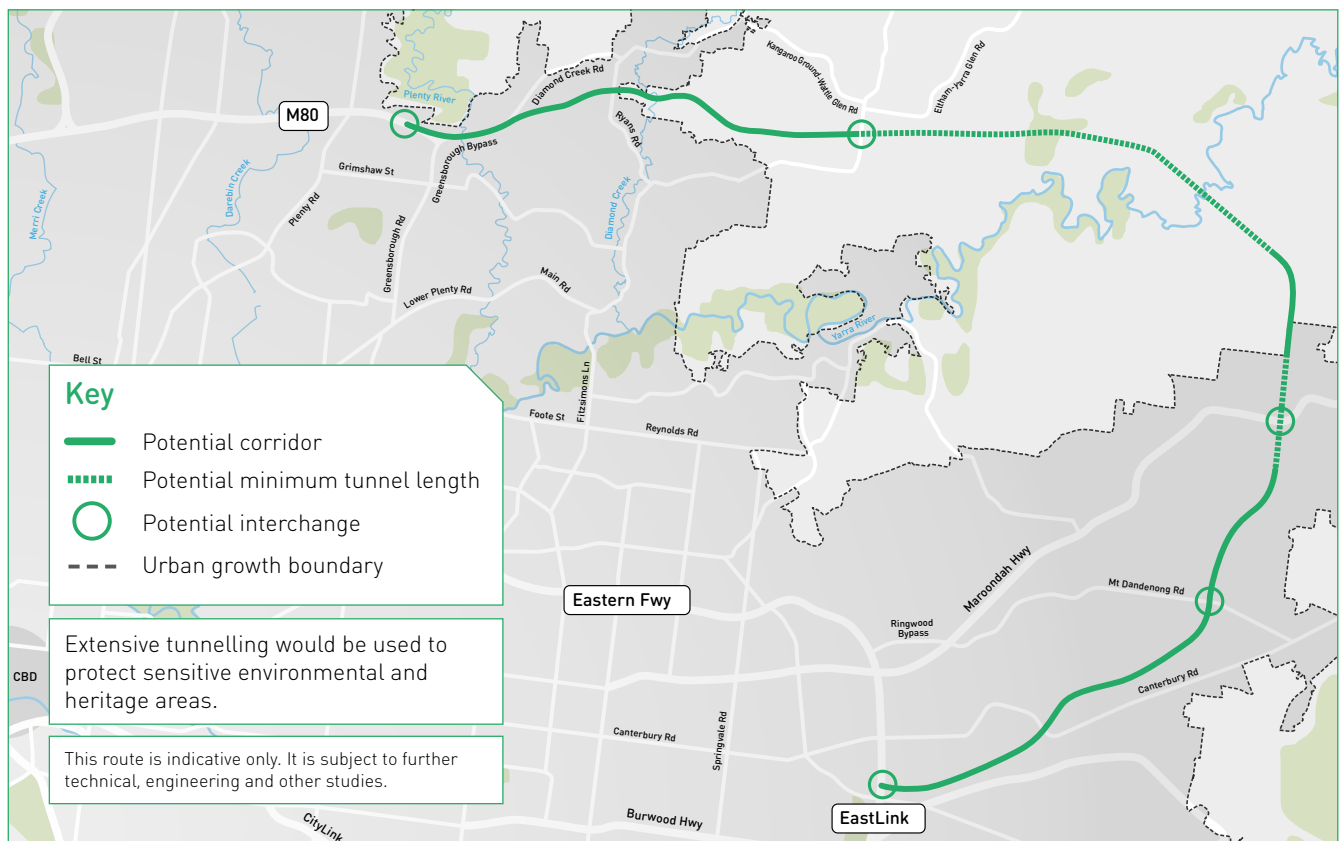 Kangaroo Ground-Wattle Glen Rd
Eltham-Yarra Glen Rd
Diamond Creek Rd
Plenty River
M80
Ryans Rd
Greensborough Bypass
Grimshaw St
Darebin Creek
Merri Creek
Plenty Rd
Diamond Creek
Greensborough Rd
Main Rd
Lower Plenty Rd
Yarra River
Bell St
Fitzsimons Ln
Foote St
Reynolds Rd
Key
Potential corridor
Potential minimum tunnel length
Potential interchange
Urban growth boundary
Extensive tunnelling would be used to
protect sensitive environmental and
heritage areas.
This route is indicative only. It is subject to further
technical, engineering and other studies.
Eastern Fwy
Maroondah Hwy
Mt Dandenong Rd
Ringwood
Bypass
CBD
Canterbury Rd
Canterbury Rd
Springvale Rd
EastLink
Burwood Hwy
CityLink